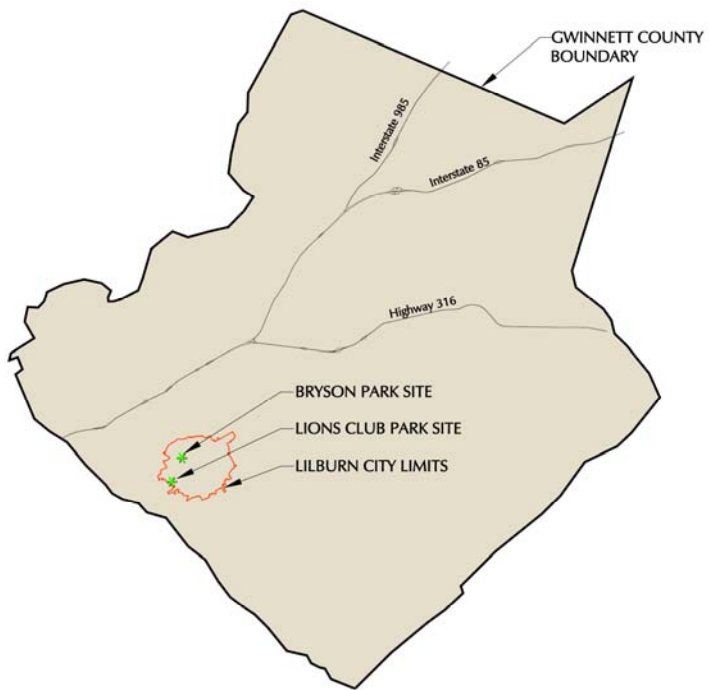 GWINNETT COUNTY
BOUNDARY
Interstate 985
Interstate 85
Highway 316
BRYSON PARK SITE
LIONS CLUB PARK SITE
LILBURN CITY LIMITS